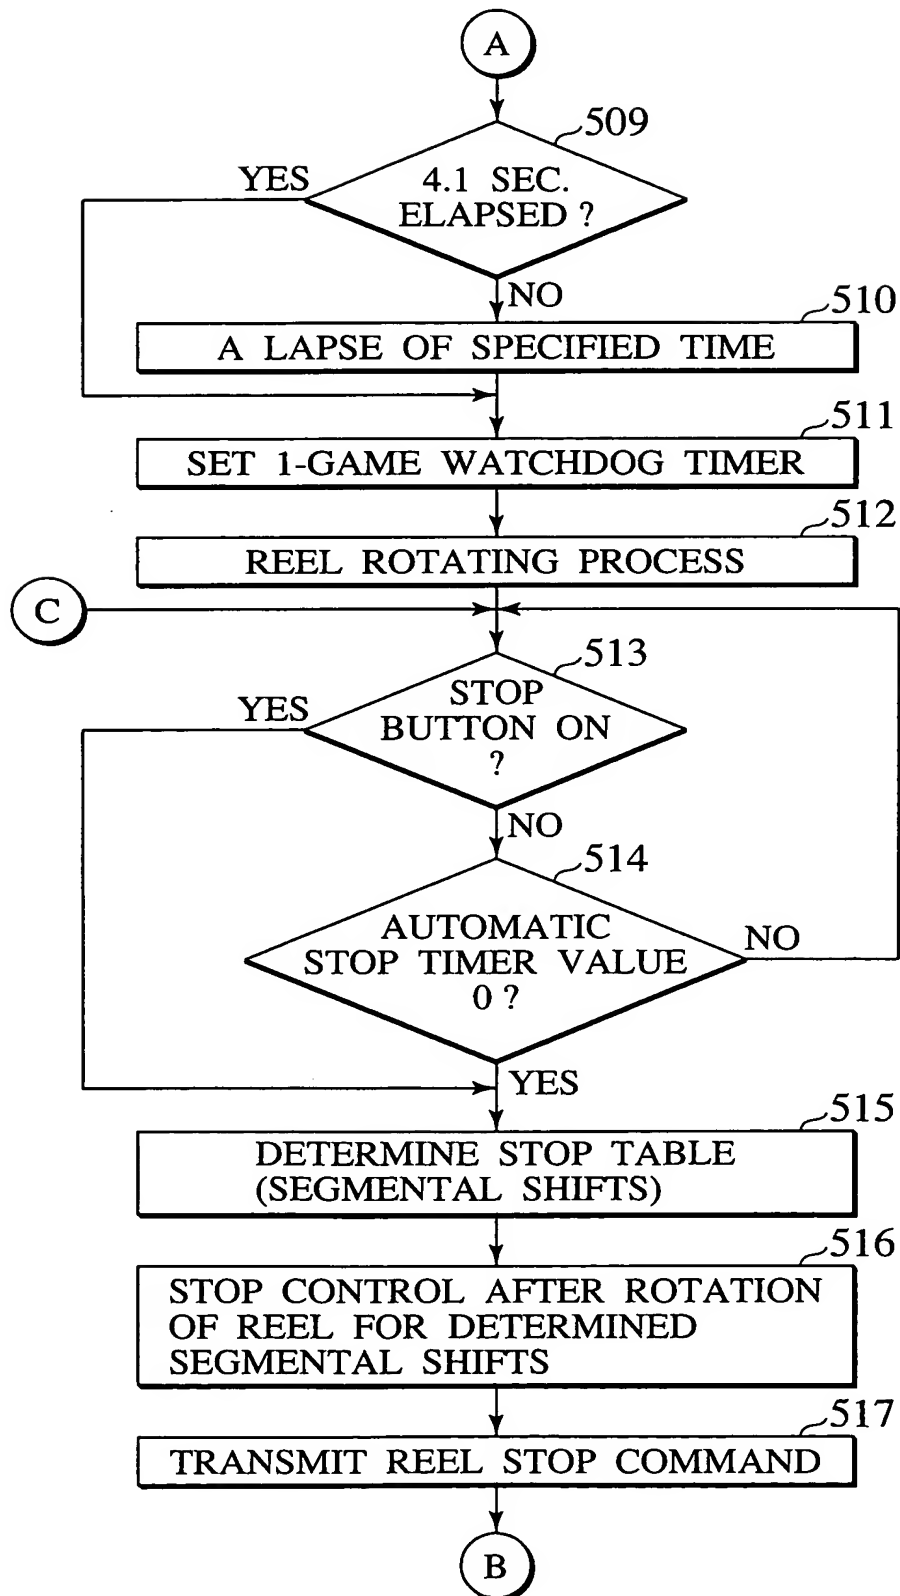 A
509
YES
4.1 SEC.
ELAPSED ?
NO
510
A LAPSE OF SPECIFIED TIME
511
SET 1-GAME WATCHDOG TIMER
512
REEL ROTATING PROCESS
C
513
YES
STOP
BUTTON ON
?
NO
514
AUTOMATIC
STOP TIMER VALUE
0 ?
NO
YES
515
DETERMINE STOP TABLE
(SEGMENTAL SHIFTS)
516
STOP CONTROL AFTER ROTATION
OF REEL FOR DETERMINED
SEGMENTAL SHIFTS
517
TRANSMIT REEL STOP COMMAND
B